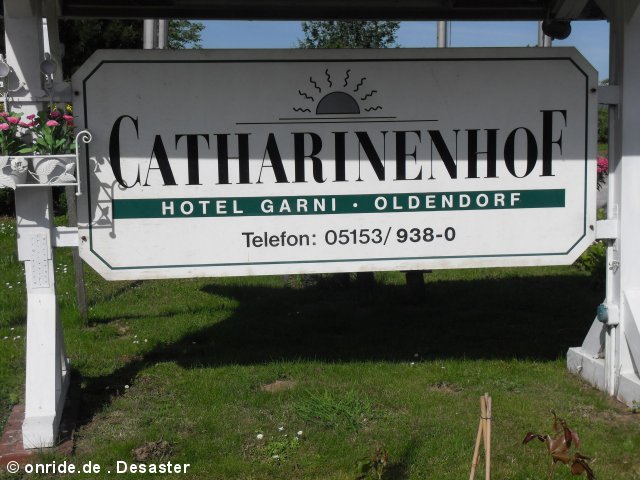 CATHARINENHOF
HOTEL GARNI · OLDENDORF
Telefon: 05153/ 938-0
© onride.de . Desaster